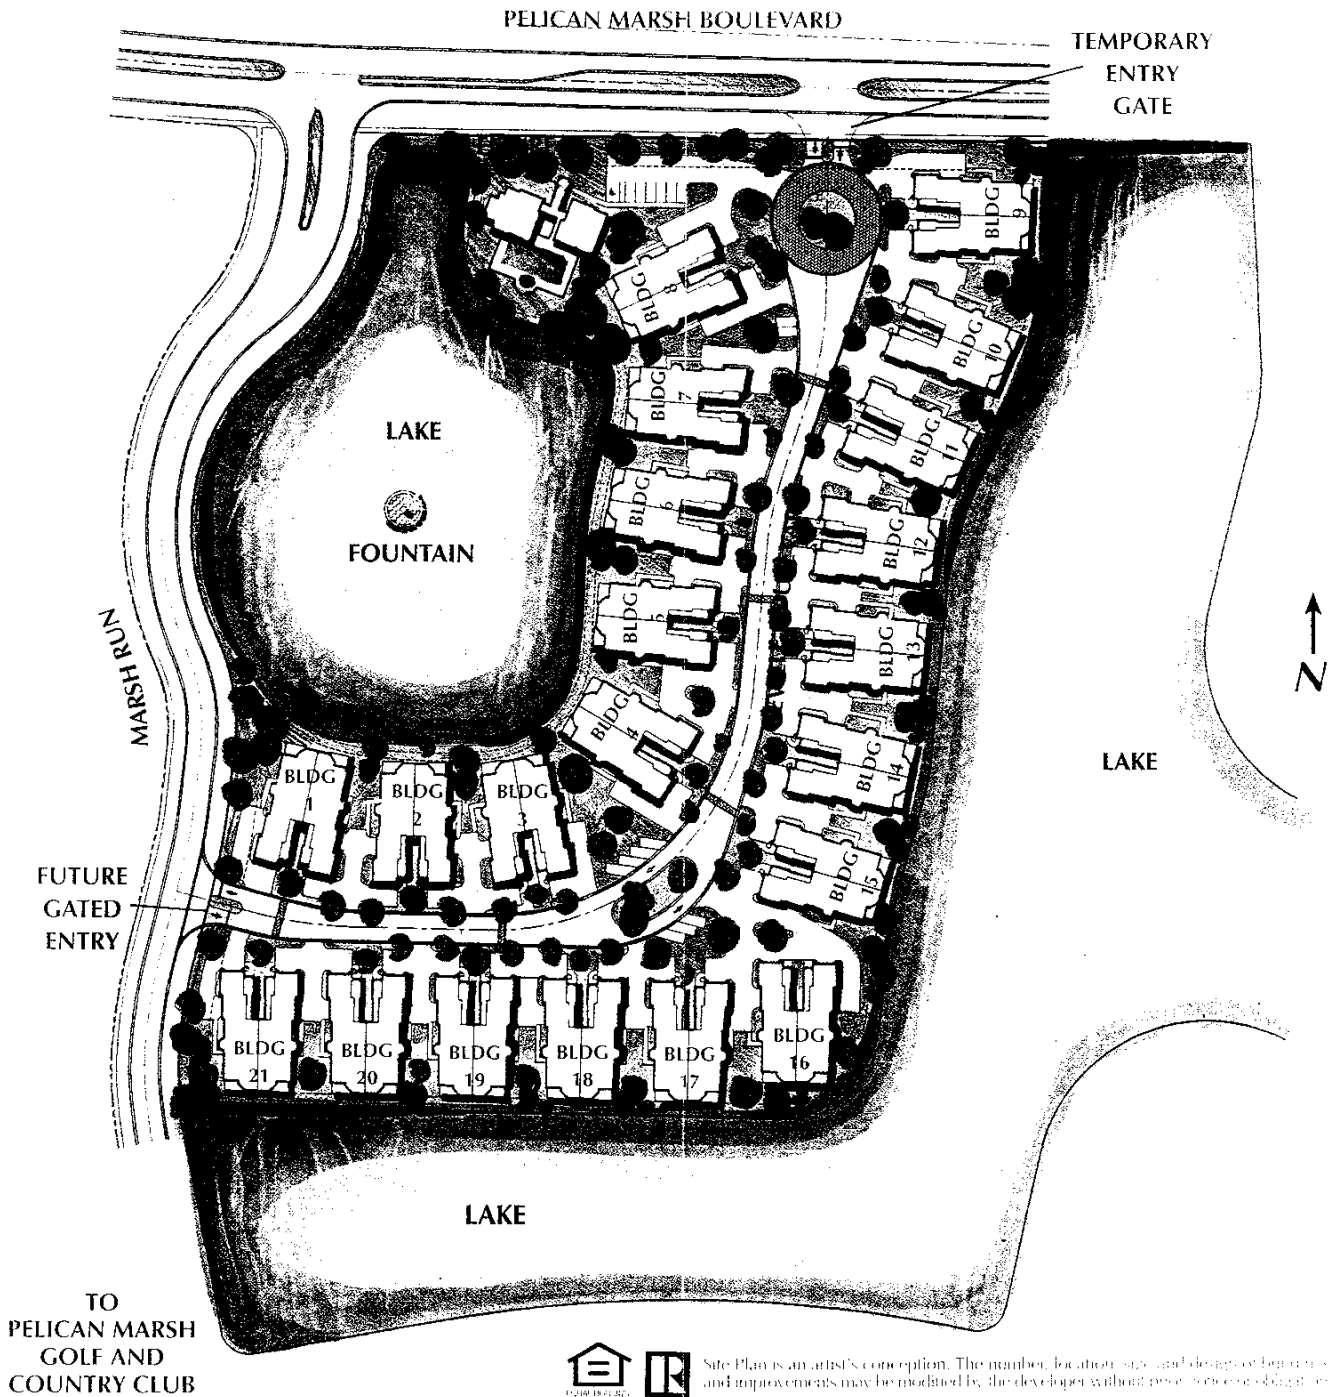 PELICAN MARSH BOULEVARD
TEMPORARY
ENTRY
GATE
BLDG
9
BLDG
8
BLDG
10
BLDG
7
BLDG
11
LAKE
BLDG
6
BLDG
12
FOUNTAIN
BLDG
5
BLDG
13
MARSH RUN
N
BLDG
4
BLDG
14
LAKE
BLDG
1
BLDG
2
BLDG
3
BLDG
15
FUTURE
GATED
ENTRY
BLDG
21
BLDG
20
BLDG
19
BLDG
18
BLDG
17
BLDG
16
LAKE
TO
PELICAN MARSH
GOLF AND
COUNTRY CLUB
R
Site Plan is an artist's conception. The number, location, size and design of
and improvements may be modified by the developer without